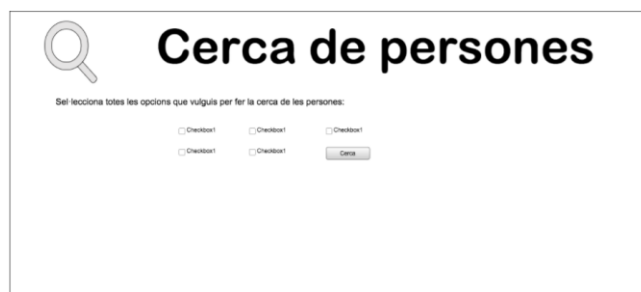 Cerca de persones
Sel·lecciona totes les opcions que vulguis per fer la cerca de les persones:
Checkbox1 Checkbox1 Checkbox1
Checkbox1 Checkbox1 Cerca